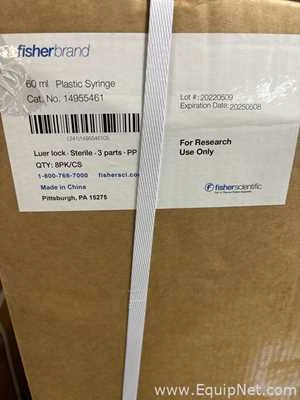 fisherbrand
60 ml Plastic Syringe
Cat. No. 14955461
Lot #: 20220509
Expiration Date: 20250508
Luer lock · Sterile · 3 parts · PP
QTY: 8PK/CS
1-800-766-7000 fishersci.co
Made in China
Pittsburgh, PA 15275
For Research
Use Only
fisherscientific
www.EquipNet.com